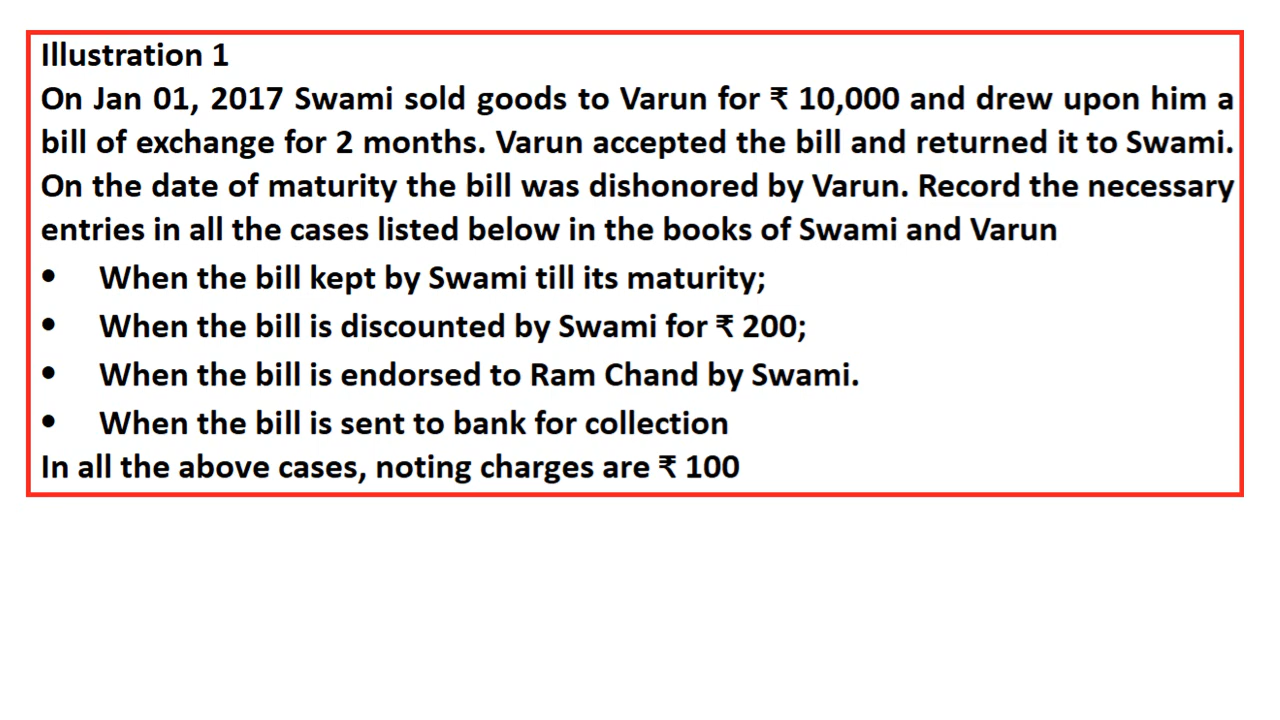 Illustration 1
On Jan 01, 2017 Swami sold goods to Varun for ₹ 10,000 and drew upon him a
bill of exchange for 2 months. Varun accepted the bill and returned it to Swami.
On the date of maturity the bill was dishonored by Varun. Record the necessary
entries in all the cases listed below in the books of Swami and Varun
• When the bill kept by Swami till its maturity;
• When the bill is discounted by Swami for ₹ 200;
• When the bill is endorsed to Ram Chand by Swami.
• When the bill is sent to bank for collection
In all the above cases, noting charges are ₹ 100